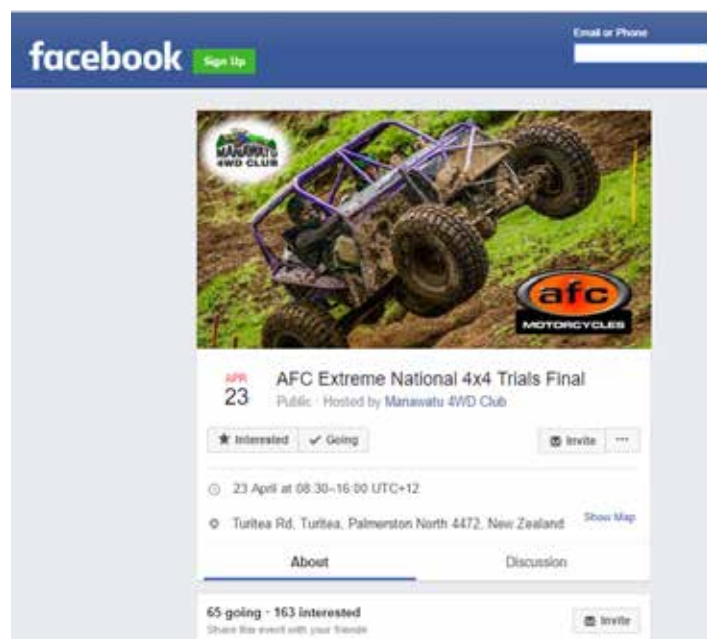 facebook
Sign Up
Email or Phone
MANAWATU
4WD CLUB
afc
MOTORCYCLES
APR
23
AFC Extreme National 4x4 Trials Final
Public · Hosted by Manawatu 4WD Club
Interested
Going
Invite
23 April at 08:30–16:00 UTC+12
Turitea Rd, Turitea, Palmerston North 4472, New Zealand
Show Map
About
Discussion
65 going · 163 interested
Share this event with your friends
Invite